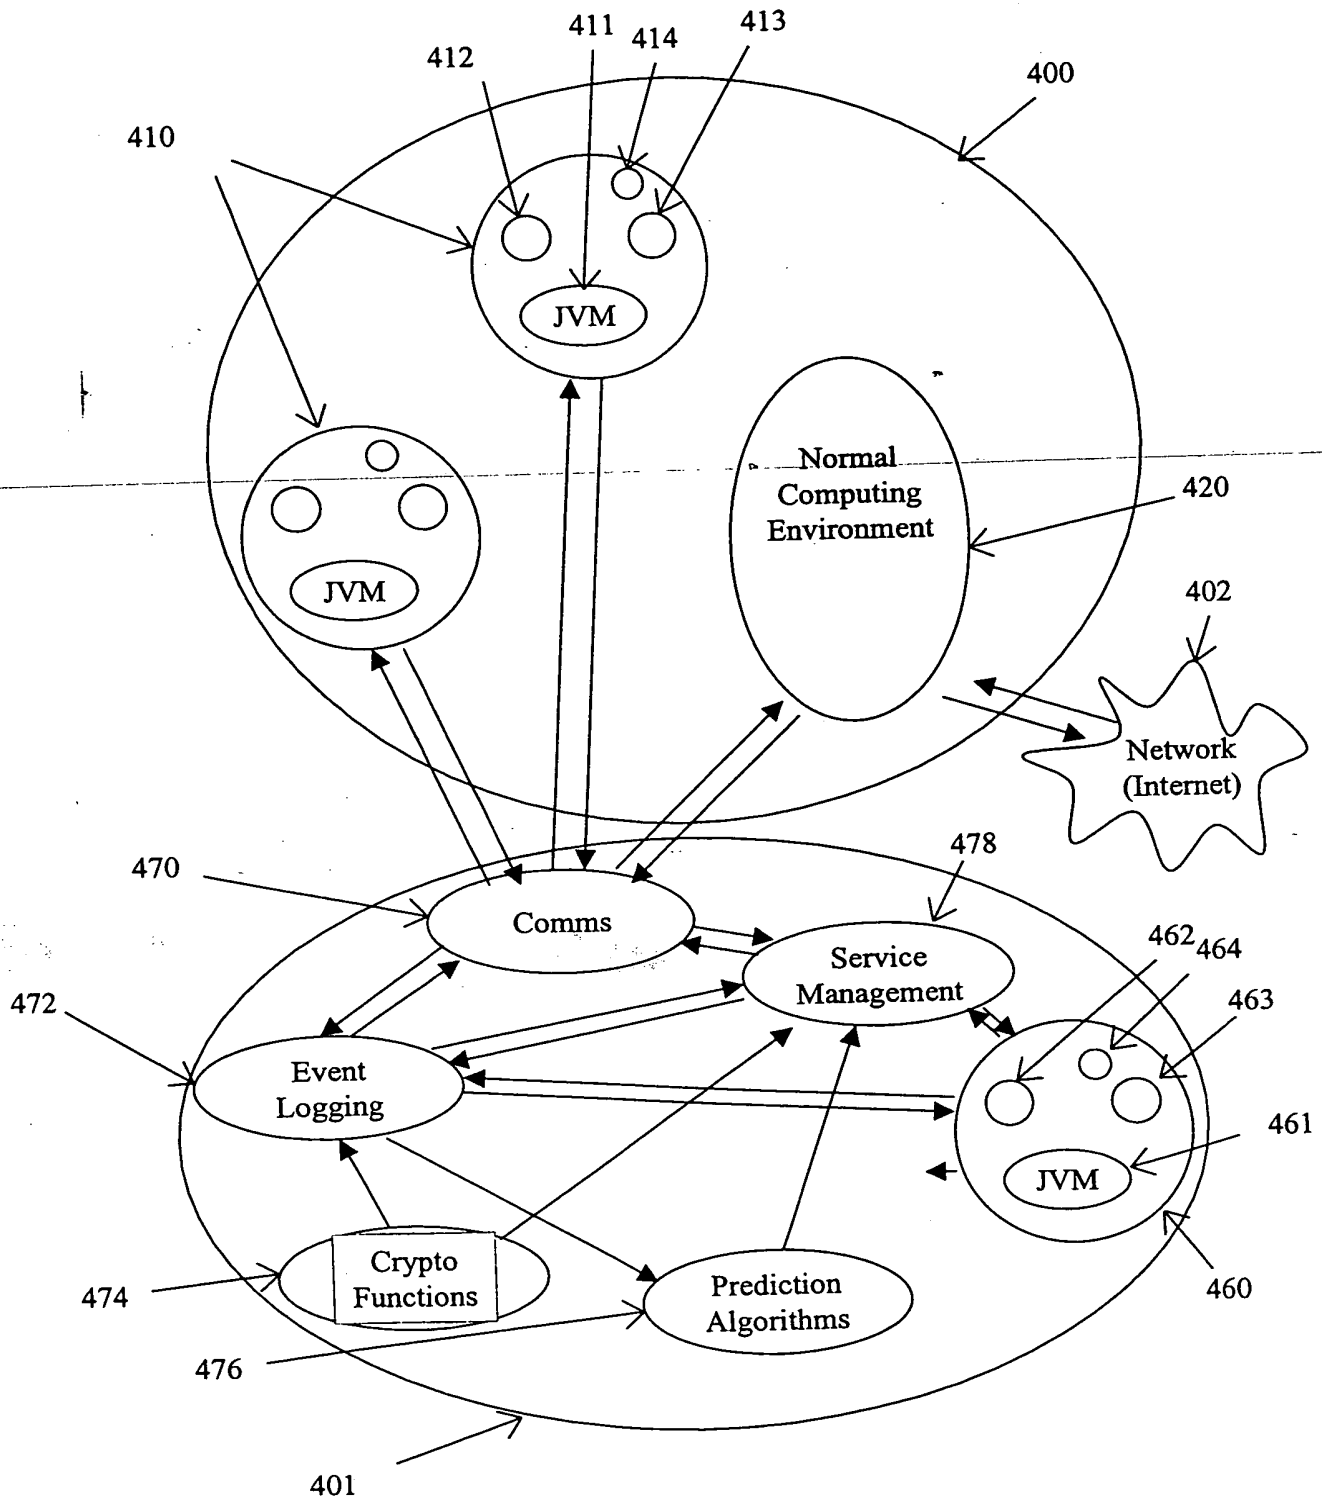 411
414
413
412
400
410
JVM
Normal
Computing
Environment
420
JVM
402
Network
(Internet)
470
478
Comms
462
464
Service
Management
472
463
Event
Logging
461
JVM
Crypto
Functions
Prediction
Algorithms
474
460
476
401